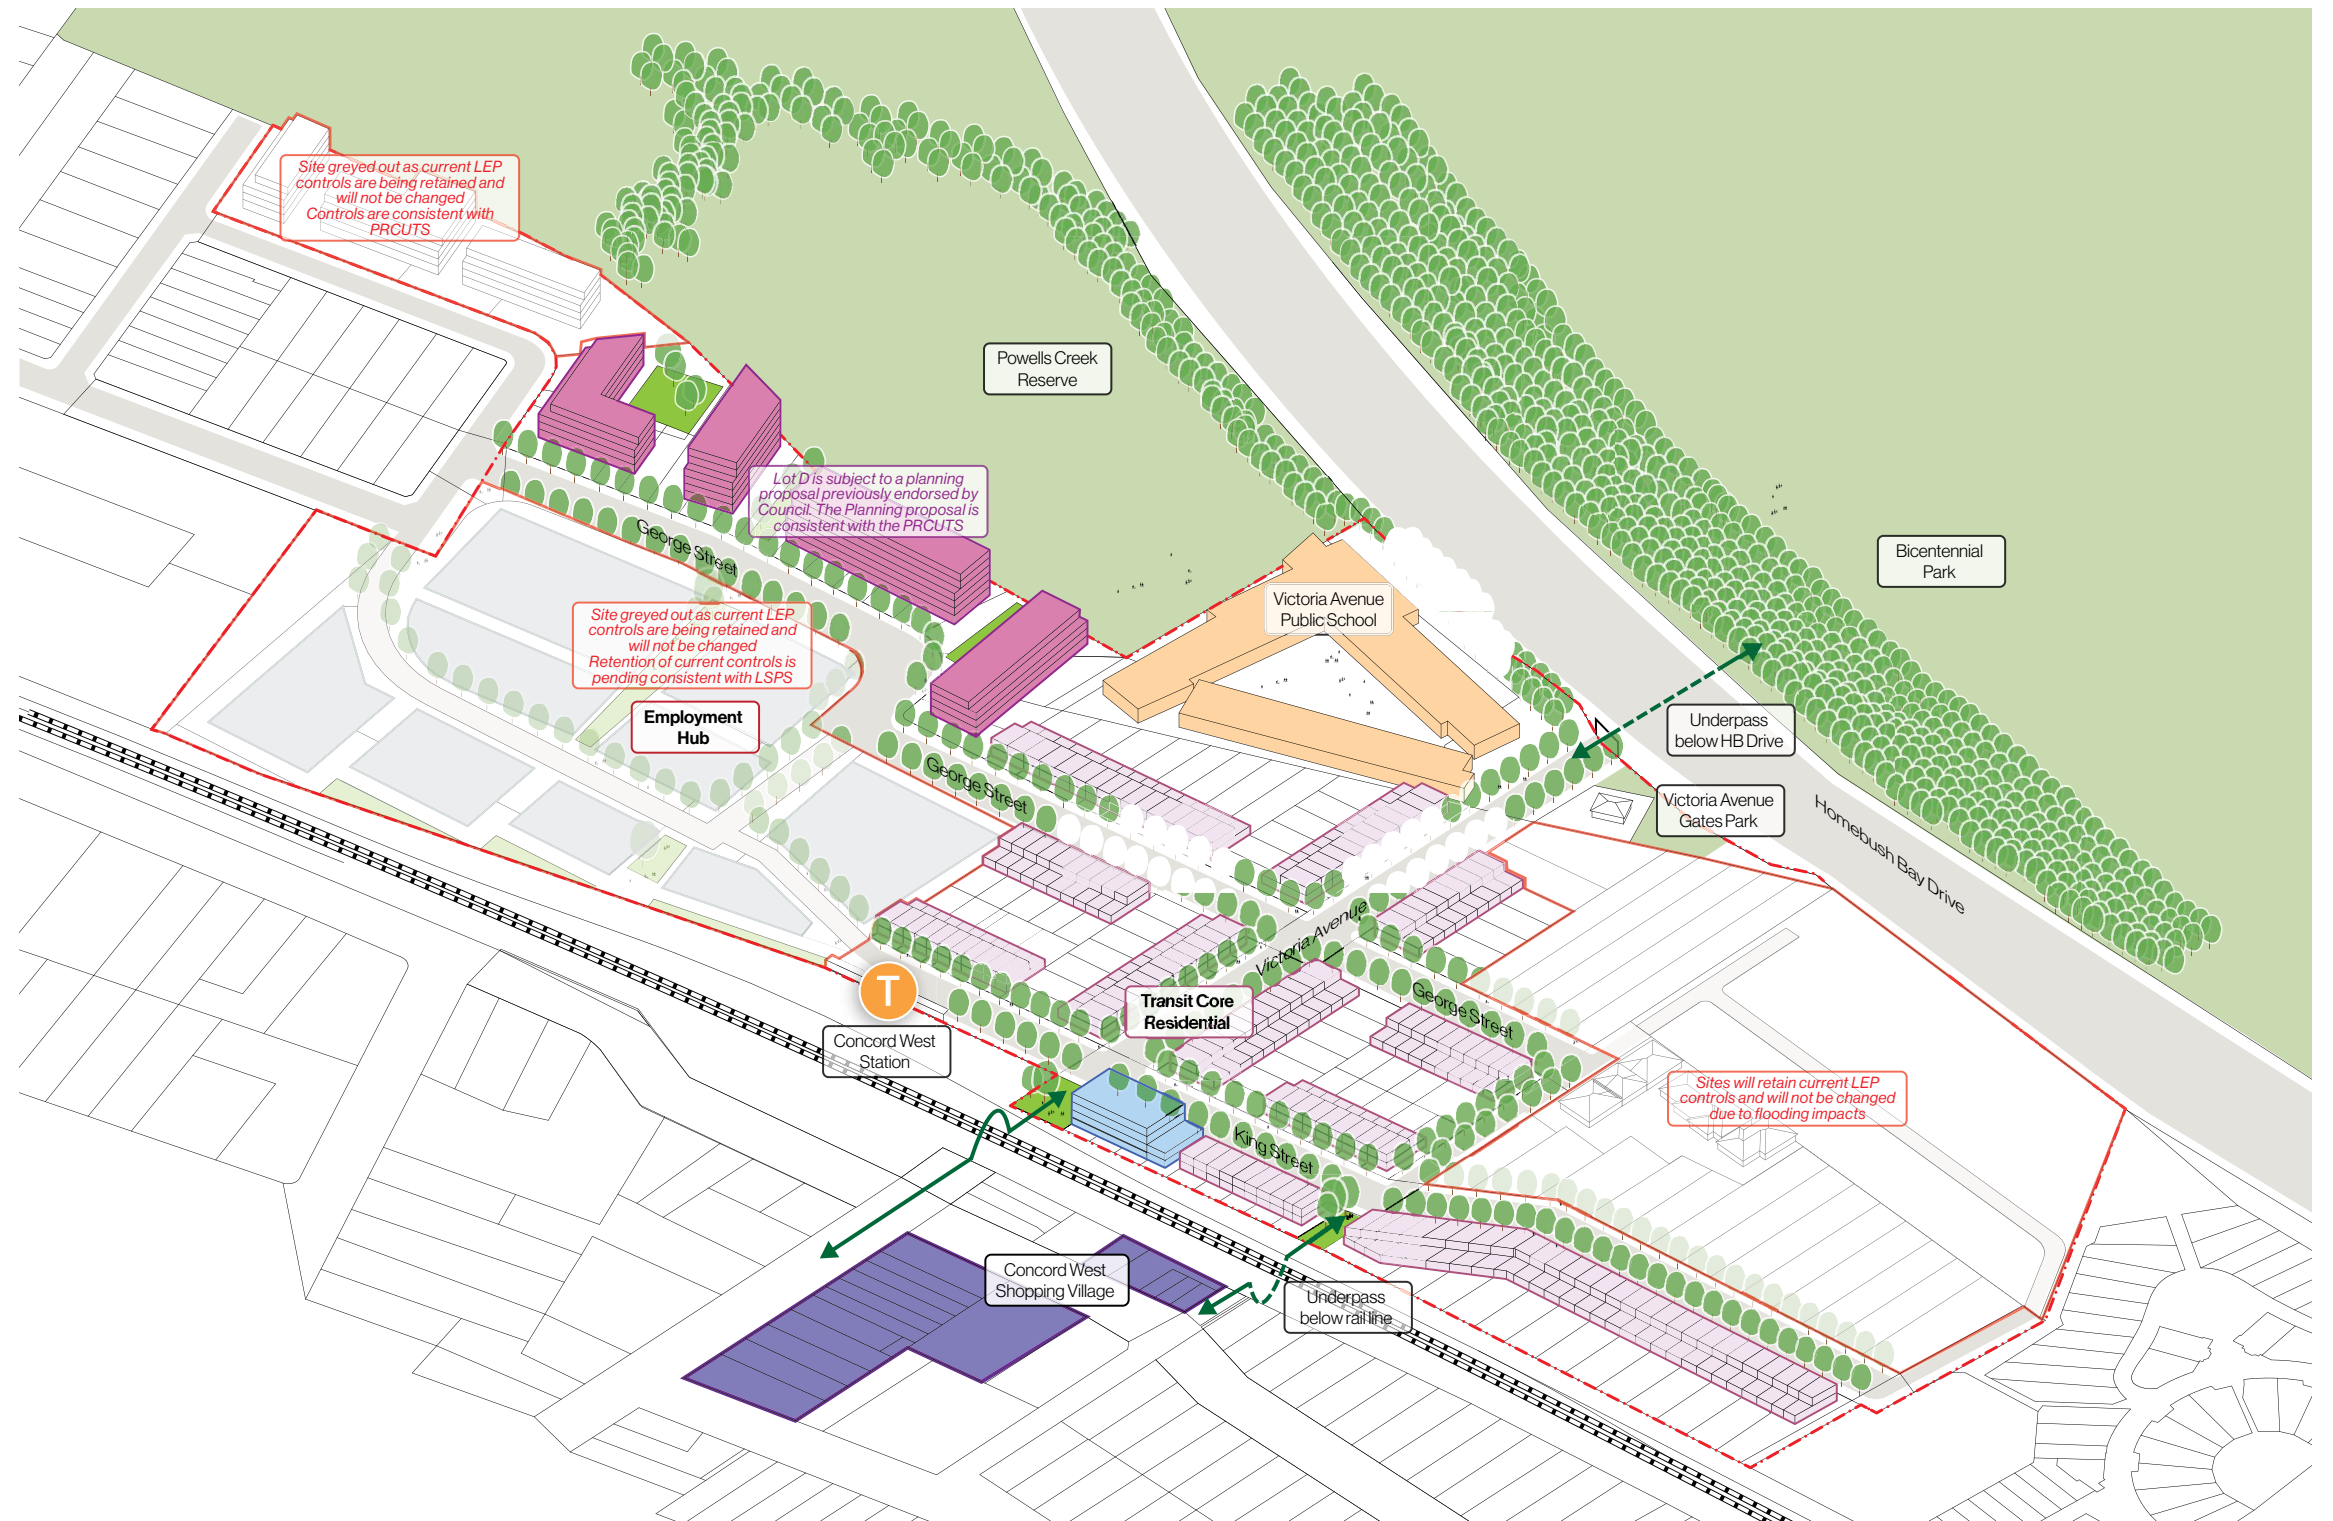 Site greyed out as current LEP
controls are being retained and
will not be changed
Controls are consistent with
PRCUTS
Powells Creek
Reserve
Lot D is subject to a planning
proposal previously endorsed by
Council. The Planning proposal is
consistent with the PRCUTS
George Street
Bicentennial
Park
Victoria Avenue
Public School
Site greyed out as current LEP
controls are being retained and
will not be changed
Retention of current controls is
pending consistent with LSPS
Employment
Hub
Underpass
below HB Drive
George Street
Victoria Avenue
Gates Park
Homebush Bay Drive
Victoria Avenue
T
Transit Core
Residential
George Street
Concord West
Station
Sites will retain current LEP
controls and will not be changed
due to flooding impacts
King Street
Concord West
Shopping Village
Underpass
below rail line